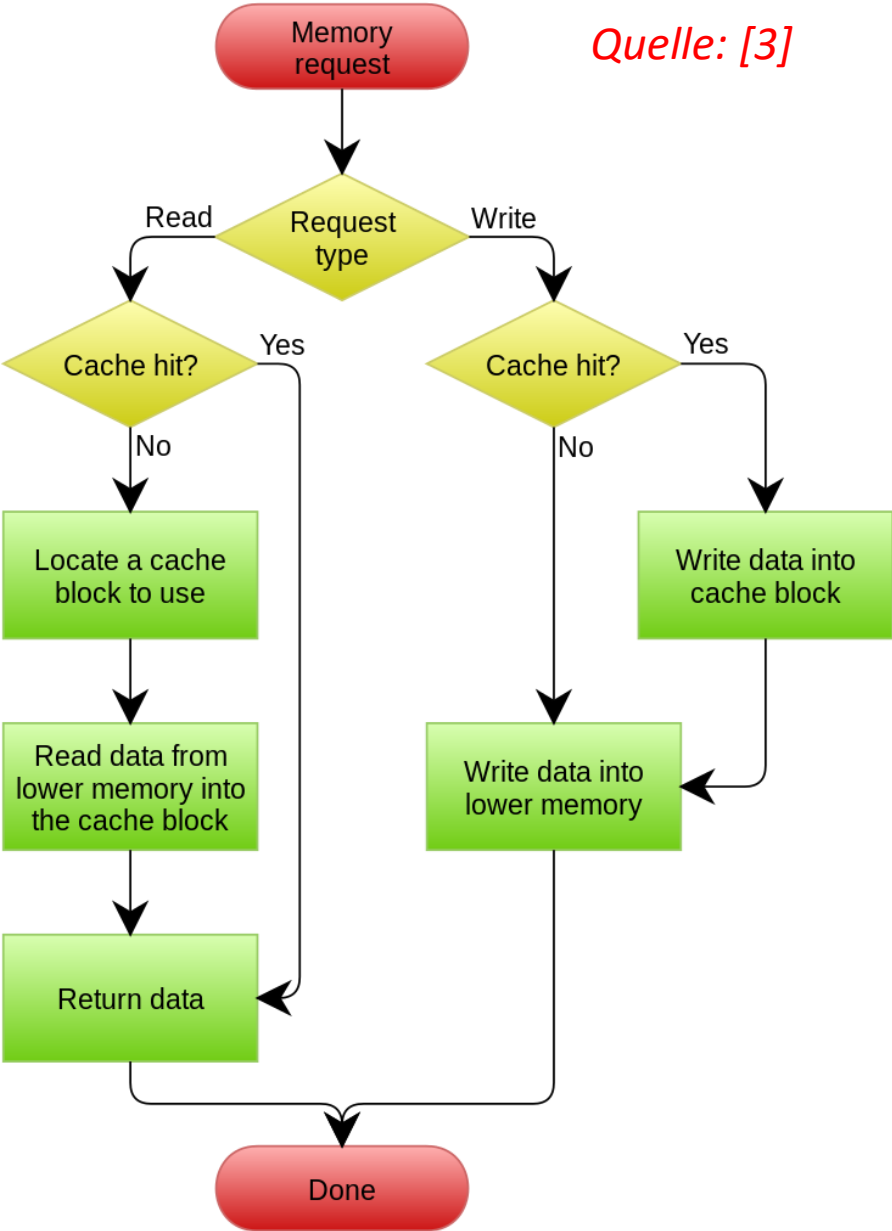 Memory
request
Quelle: [3]
Request
type
Read
Write
Cache hit?
Yes
No
Cache hit?
Yes
No
Locate a cache
block to use
Write data into
cache block
Read data from
lower memory into
the cache block
Write data into
lower memory
Return data
Done